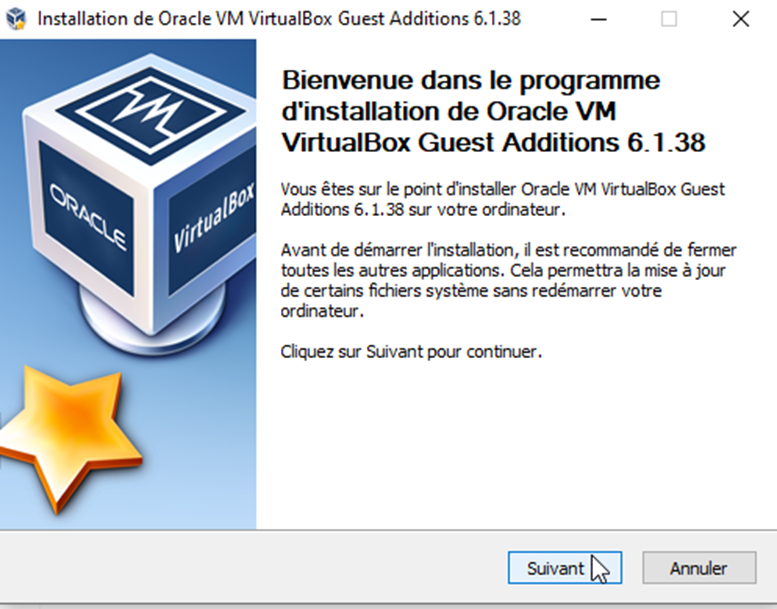 Installation de Oracle VM VirtualBox Guest Additions 6.1.38
Bienvenue dans le programme
d'installation de Oracle VM
VirtualBox Guest Additions 6.1.38
Vous êtes sur le point d'installer Oracle VM VirtualBox Guest
Additions 6.1.38 sur votre ordinateur.
Avant de démarrer l'installation, il est recommandé de fermer
toutes les autres applications. Cela permettra la mise à jour
de certains fichiers système sans redémarrer votre
ordinateur.
Cliquez sur Suivant pour continuer.
ORACLE
VirtualBox
Suivant
Annuler